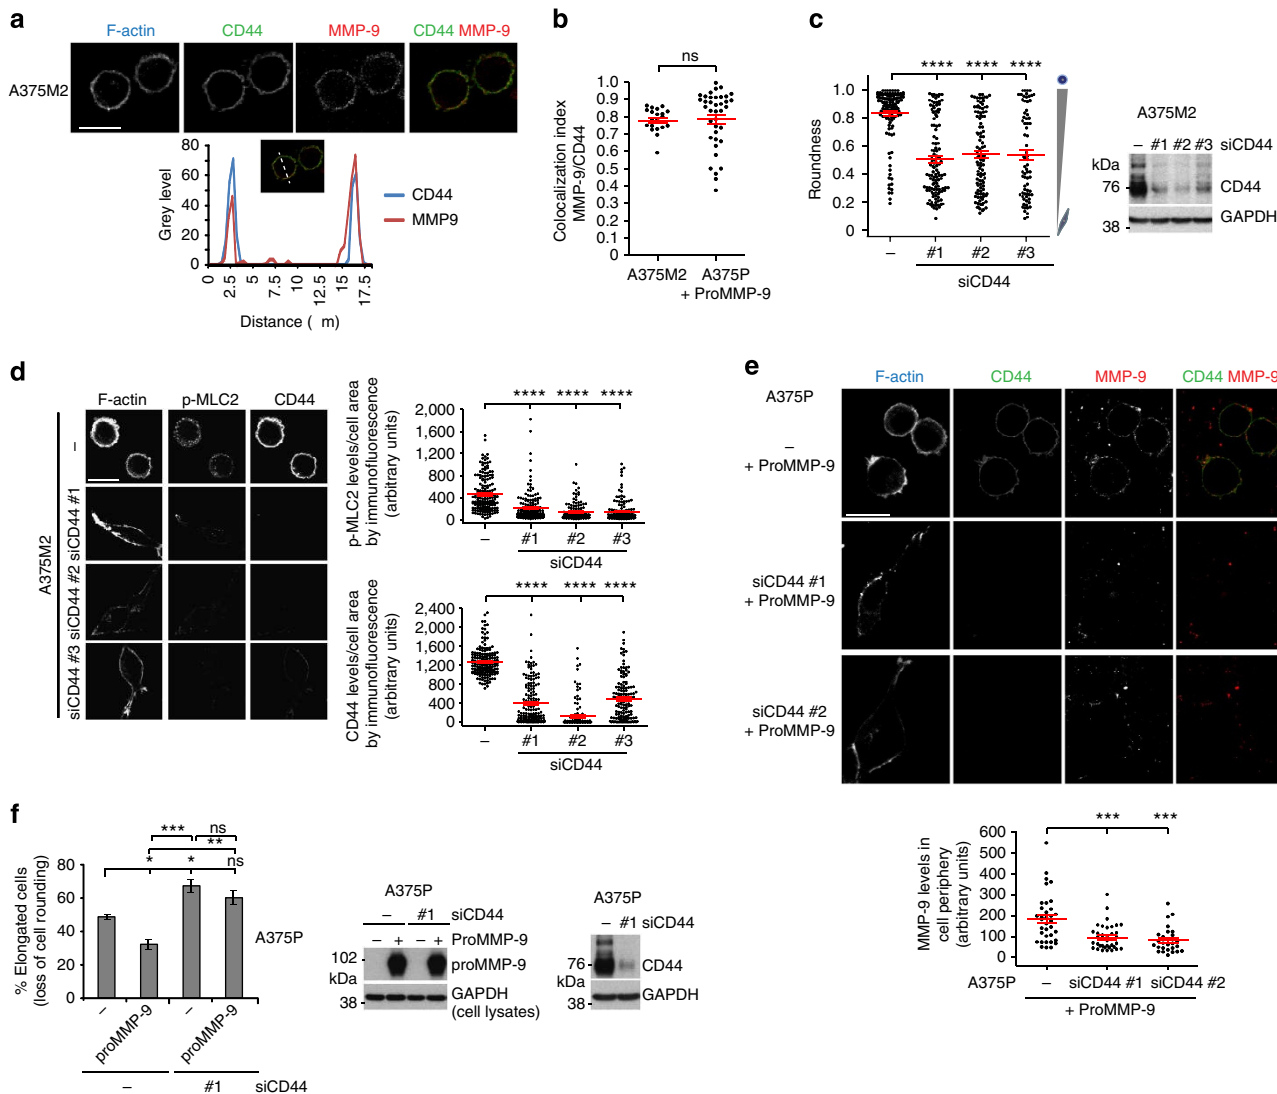 a
F-actin CD44 MMP-9 CD44 MMP-9
A375M2
Grey level
80
60
40
20
0
0 2.5 5 7.5 10 12.5 15 17.5
Distance ( m)
CD44
MMP9
b
ns
Colocalization index
MMP-9/CD44
1.0
0.9
0.8
0.7
0.6
0.5
0.4
0.3
0.2
0.1
0
A375M2 A375P
+ ProMMP-9
c
**** **** ****
Roundness
1.0
0.8
0.6
0.4
0.2
0
– #1 #2 #3
siCD44
A375M2
– #1 #2 #3 siCD44
kDa
76 CD44
38 GAPDH
d
F-actin p-MLC2 CD44
A375M2
–
siCD44 #1
siCD44 #2
siCD44 #3
p-MLC2 levels/cell area
by immunofluorescence
(arbitrary units)
**** **** ****
2,000
1,600
1,200
800
400
0
– #1 #2 #3
siCD44
CD44 levels/cell area
by immunofluorescence
(arbitrary units)
**** **** ****
2,400
2,000
1,600
1,200
800
400
0
– #1 #2 #3
siCD44
e
F-actin CD44 MMP-9 CD44 MMP-9
A375P
–
+ ProMMP-9
siCD44 #1
+ ProMMP-9
siCD44 #2
+ ProMMP-9
*** ***
MMP-9 levels in
cell periphery
(arbitrary units)
600
500
400
300
200
100
0
A375P – siCD44 #1 siCD44 #2
+ ProMMP-9
f
*** ns
**
* * ns
% Elongated cells
(loss of cell rounding)
80
60
40
20
0
A375P
– proMMP-9 – proMMP-9
– #1 siCD44
A375P
– #1 siCD44
– + – + ProMMP-9
102 proMMP-9
kDa
38 GAPDH
(cell lysates)
A375P
– #1 siCD44
76 CD44
kDa
38 GAPDH